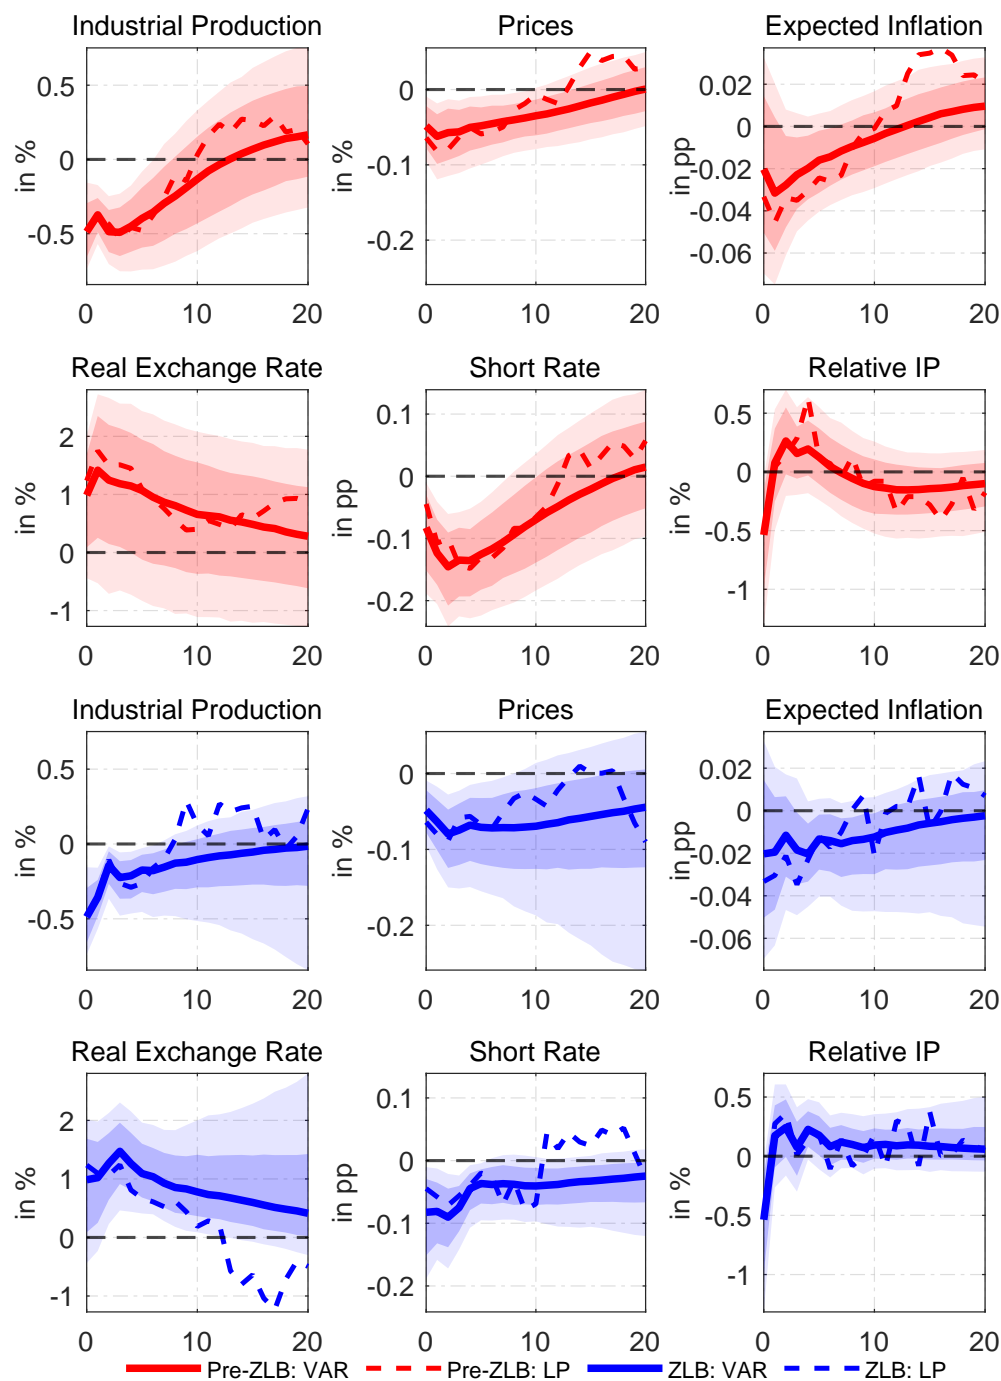 Industrial Production Prices Expected Inflation
in % in % in pp
0.5 0 -0.5
0 -0.1 -0.2
0.02 0 -0.02 -0.04 -0.06
0 10 20 0 10 20 0 10 20
Real Exchange Rate Short Rate Relative IP
in % in pp in %
2 1 0 -1
0.1 0 -0.1 -0.2
0.5 0 -0.5 -1
0 10 20 0 10 20 0 10 20
Industrial Production Prices Expected Inflation
in % in % in pp
0.5 0 -0.5
0 -0.1 -0.2
0.02 0 -0.02 -0.04 -0.06
0 10 20 0 10 20 0 10 20
Real Exchange Rate Short Rate Relative IP
in % in pp in %
2 1 0 -1
0.1 0 -0.1 -0.2
0.5 0 -0.5 -1
0 10 20 0 10 20 0 10 20
Pre-ZLB: VAR Pre-ZLB: LP ZLB: VAR ZLB: LP